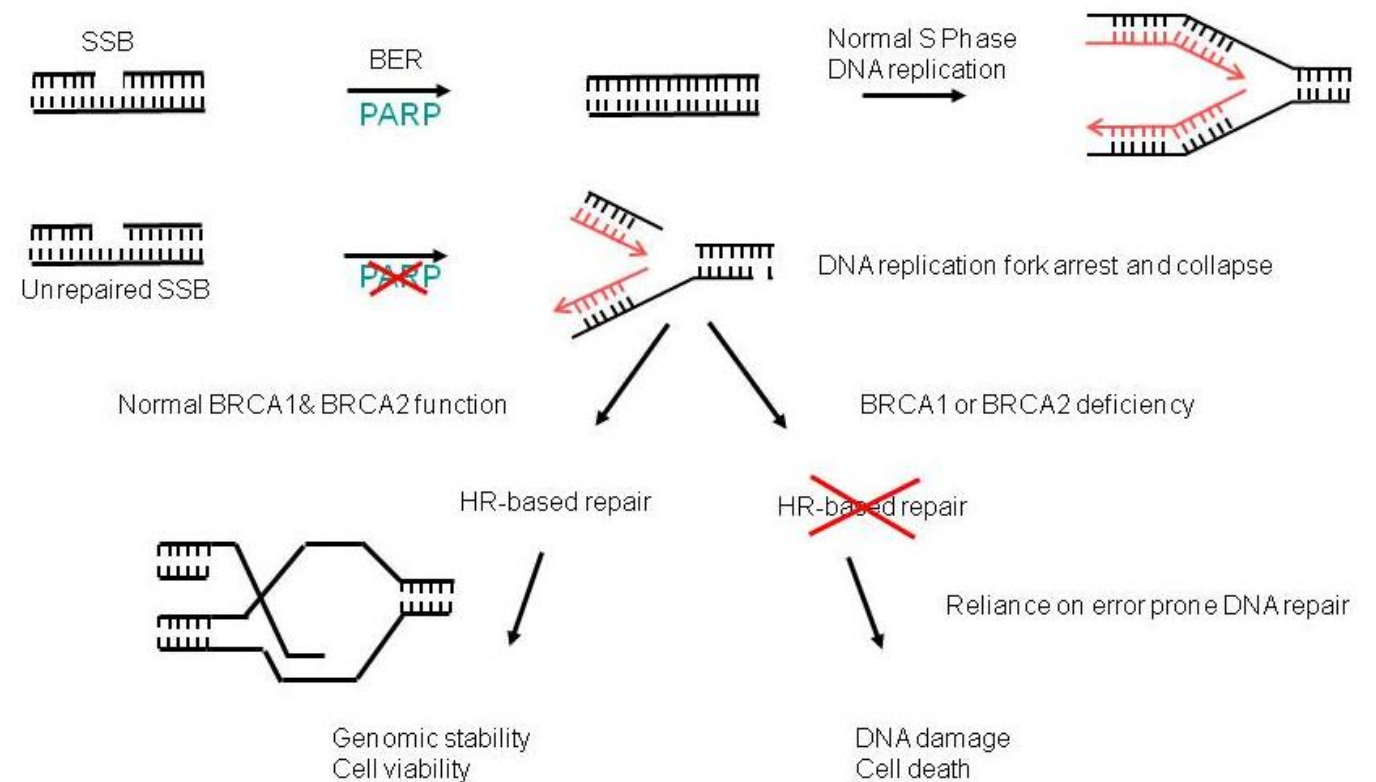 SSB
BER
PARP
Normal S Phase
DNA replication
Unrepaired SSB
PARP
DNA replication fork arrest and collapse
Normal BRCA1& BRCA2 function
BRCA1 or BRCA2 deficiency
HR-based repair
HR-based repair
Reliance on error prone DNA repair
Genomic stability
Cell viability
DNA damage
Cell death